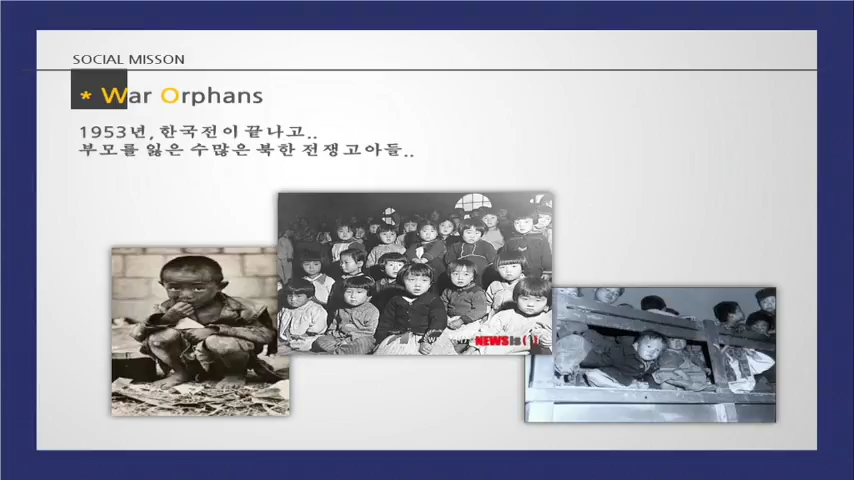 SOCIAL MISSON
* War Orphans
1953년, 한국전이 끝나고..
부모를 잃은 수많은 북한 전쟁고아들..
NEWSis(1)